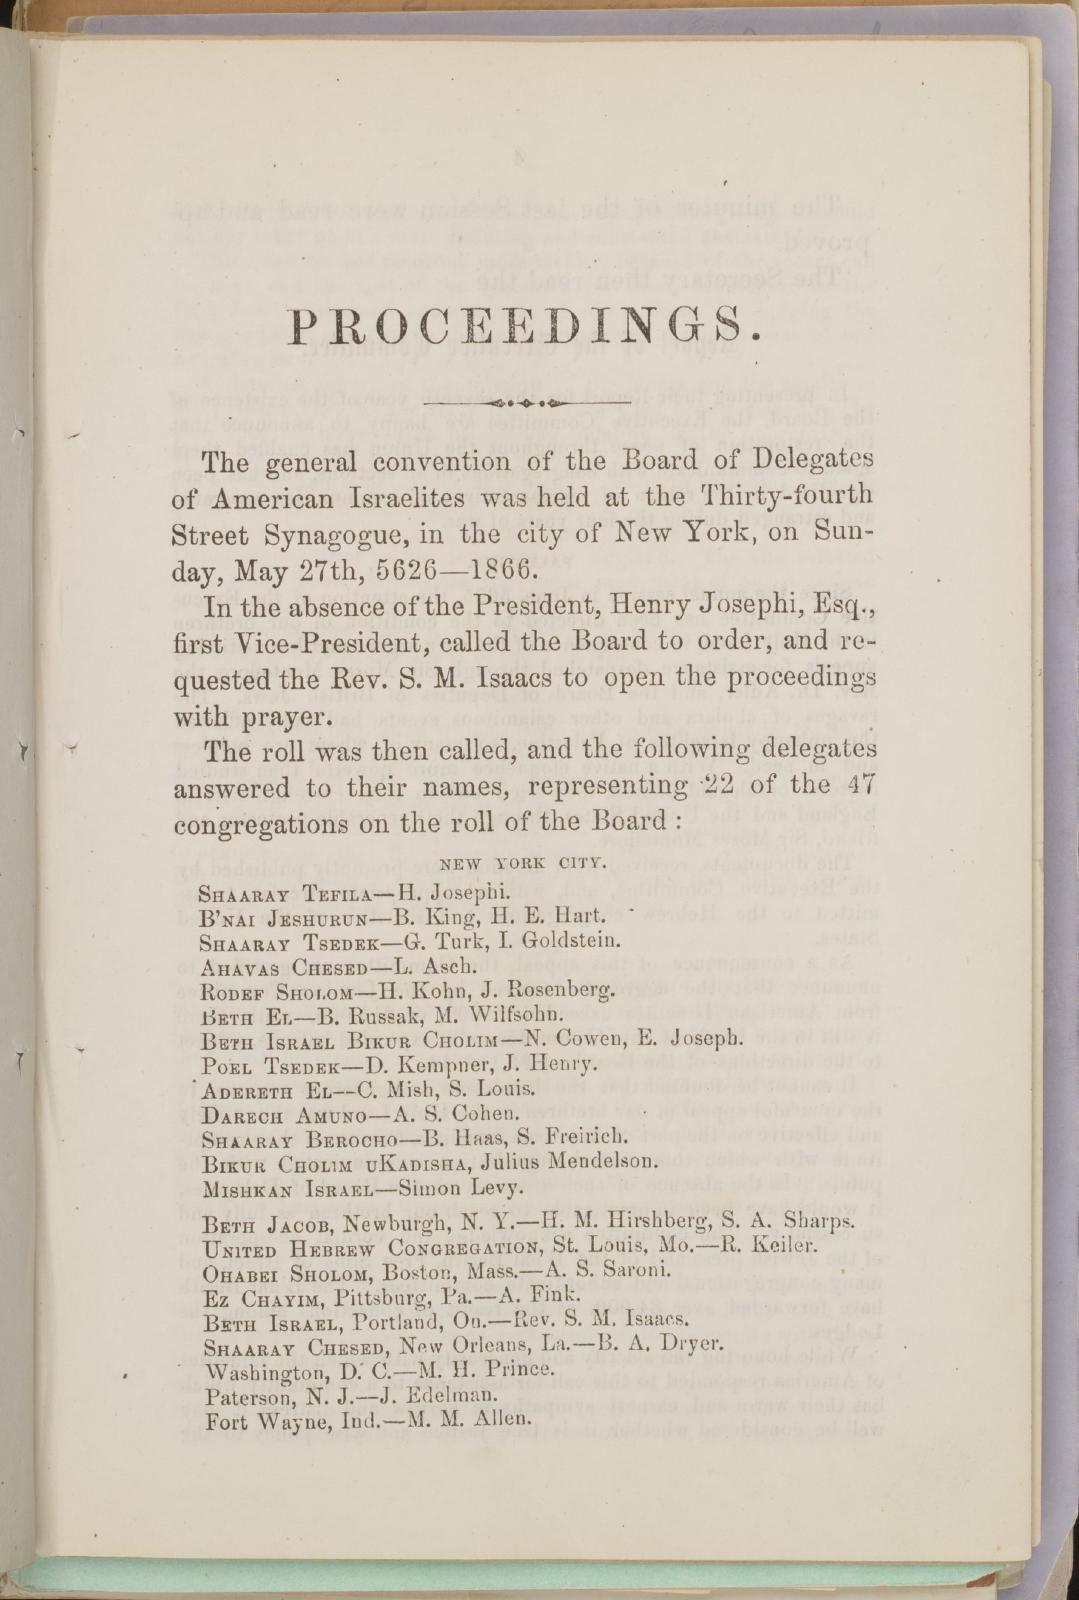 PROCEEDINGS.
The general convention of the Board of Delegates
of American Israelites was held at the Thirty-fourth
Street Synagogue, in the city of New York, on Sun-
day, May 27th, 5626—1866.
In the absence of the President, Henry Josephi, Esq.,
first Vice-President, called the Board to order, and re-
quested the Rev. S. M. Isaacs to open the proceedings
with prayer.
The roll was then called, and the following delegates
answered to their names, representing 22 of the 47
congregations on the roll of the Board :
NEW YORK CITY.
SHAARAY TEFILA—H. Josephi.
B'NAI JESHURUN—B. King, H. E. Hart.
SHAARAY TSEDEK—G. Turk, I. Goldstein.
AHAVAS CHESED—L. Asch.
RODEF SHOLOM—H. Kohn, J. Rosenberg.
BETH EL—B. Russak, M. Wilfsohn.
BETH ISRAEL BIKUR CHOLIM—N. Cowen, E. Joseph.
POEL TSEDEK—D. Kempner, J. Henry.
ADERETH EL—C. Mish, S. Louis.
DARECH AMUNO—A. S. Cohen.
SHAARAY BEROCHO—B. Haas, S. Freirich.
BIKUR CHOLIM UKADISHA, Julius Mendelson.
MISHKAN ISRAEL—Simon Levy.
BETH JACOB, Newburgh, N. Y.—H. M. Hirshberg, S. A. Sharps.
UNITED HEBREW CONGREGATION, St. Louis, Mo.—R. Keiler.
OHABEI SHOLOM, Boston, Mass.—A. S. Saroni.
EZ CHAYIM, Pittsburg, Pa.—A. Fink.
BETH ISRAEL, Portland, On.—Rev. S. M. Isaacs.
SHAARAY CHESED, New Orleans, La.—B. A. Dryer.
Washington, D. C.—M. H. Prince.
Paterson, N. J.—J. Edelman.
Fort Wayne, Ind.—M. M. Allen.